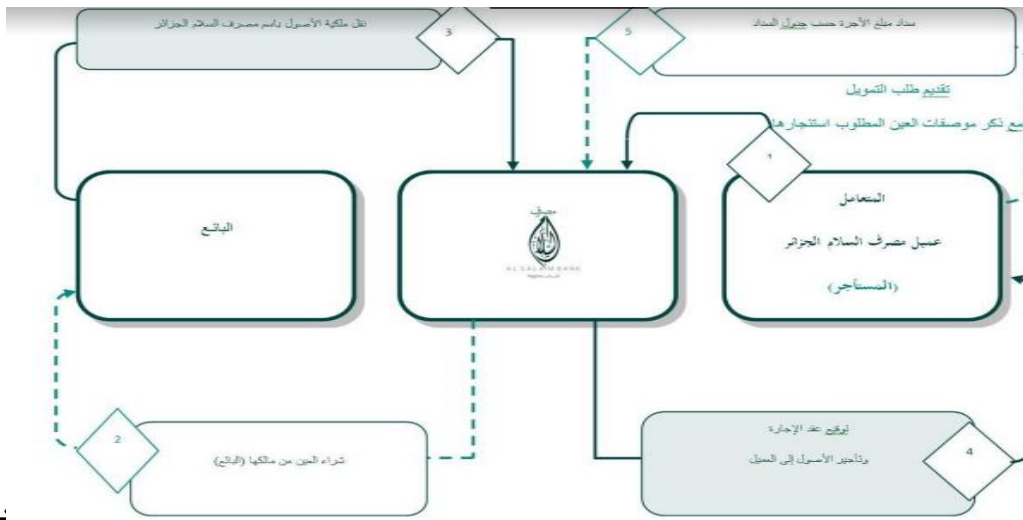 سداد مبلغ الأجرة حسب جدول السداد
5
نقل ملكية الأصول باسم مصرف السلام الجزائر
3
تقديم طلب التمويل
مع ذكر موصفات العين المطلوب استئجارها
1
المتعامل
عميل مصرف السلام الجزائر
(المستأجر)
مصرف
السلام
AL SALAM BANK
البائع
توقيع عقد الإجارة
وتأجير الأصول إلى العميل
4
شراء العين من مالكها (البائع)
2